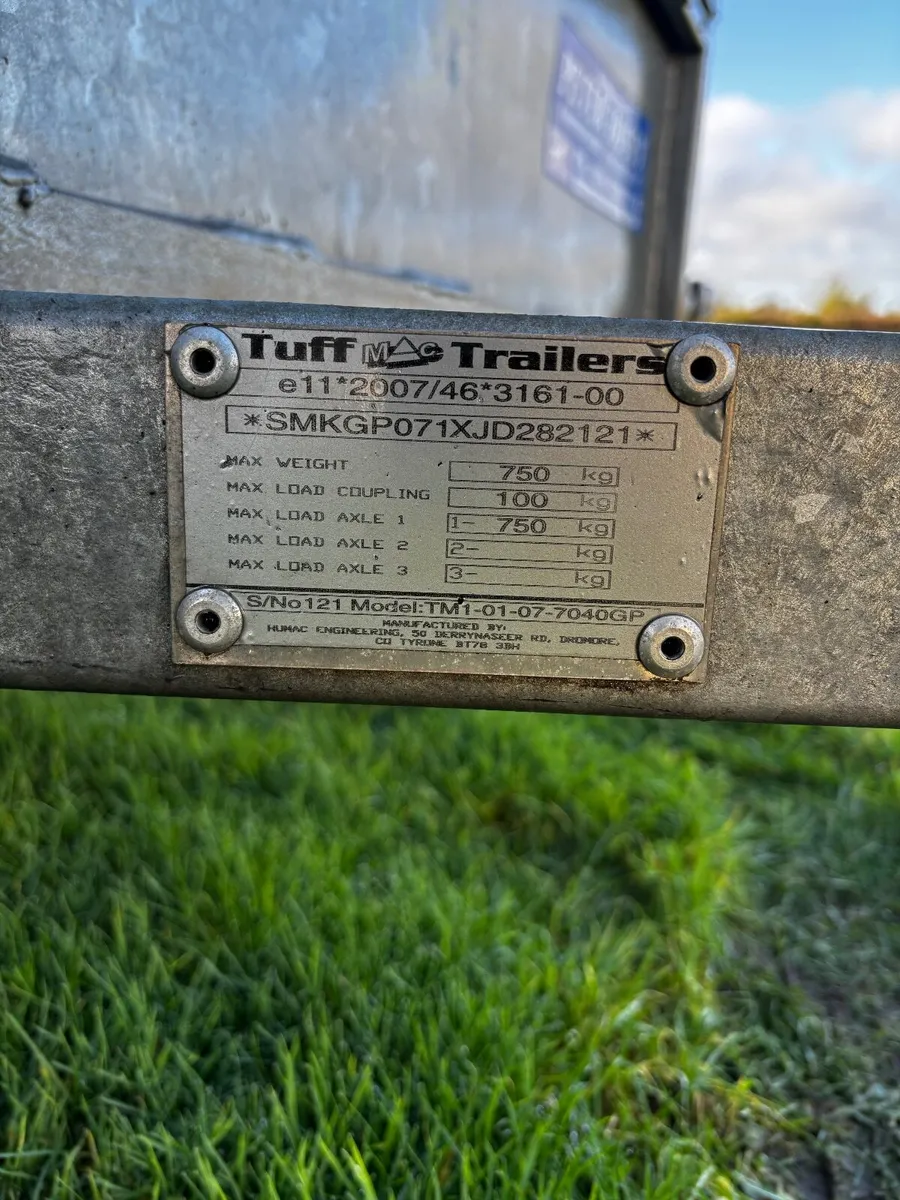 Tuff MAC Trailers
e11*2007/46*3161-00
*SMKGP071XJD282121*
MAX WEIGHT 750 kg
MAX LOAD COUPLING 100 kg
MAX LOAD AXLE 1 1- 750 kg
MAX LOAD AXLE 2 2- kg
MAX LOAD AXLE 3 3- kg
S/No121 Model:TM1-01-07-7040GP
MANUFACTURED BY:
HUMAC ENGINEERING, 50 DERRYNASEER RD, DROMORE,
CO TYRONE BT78 3BH